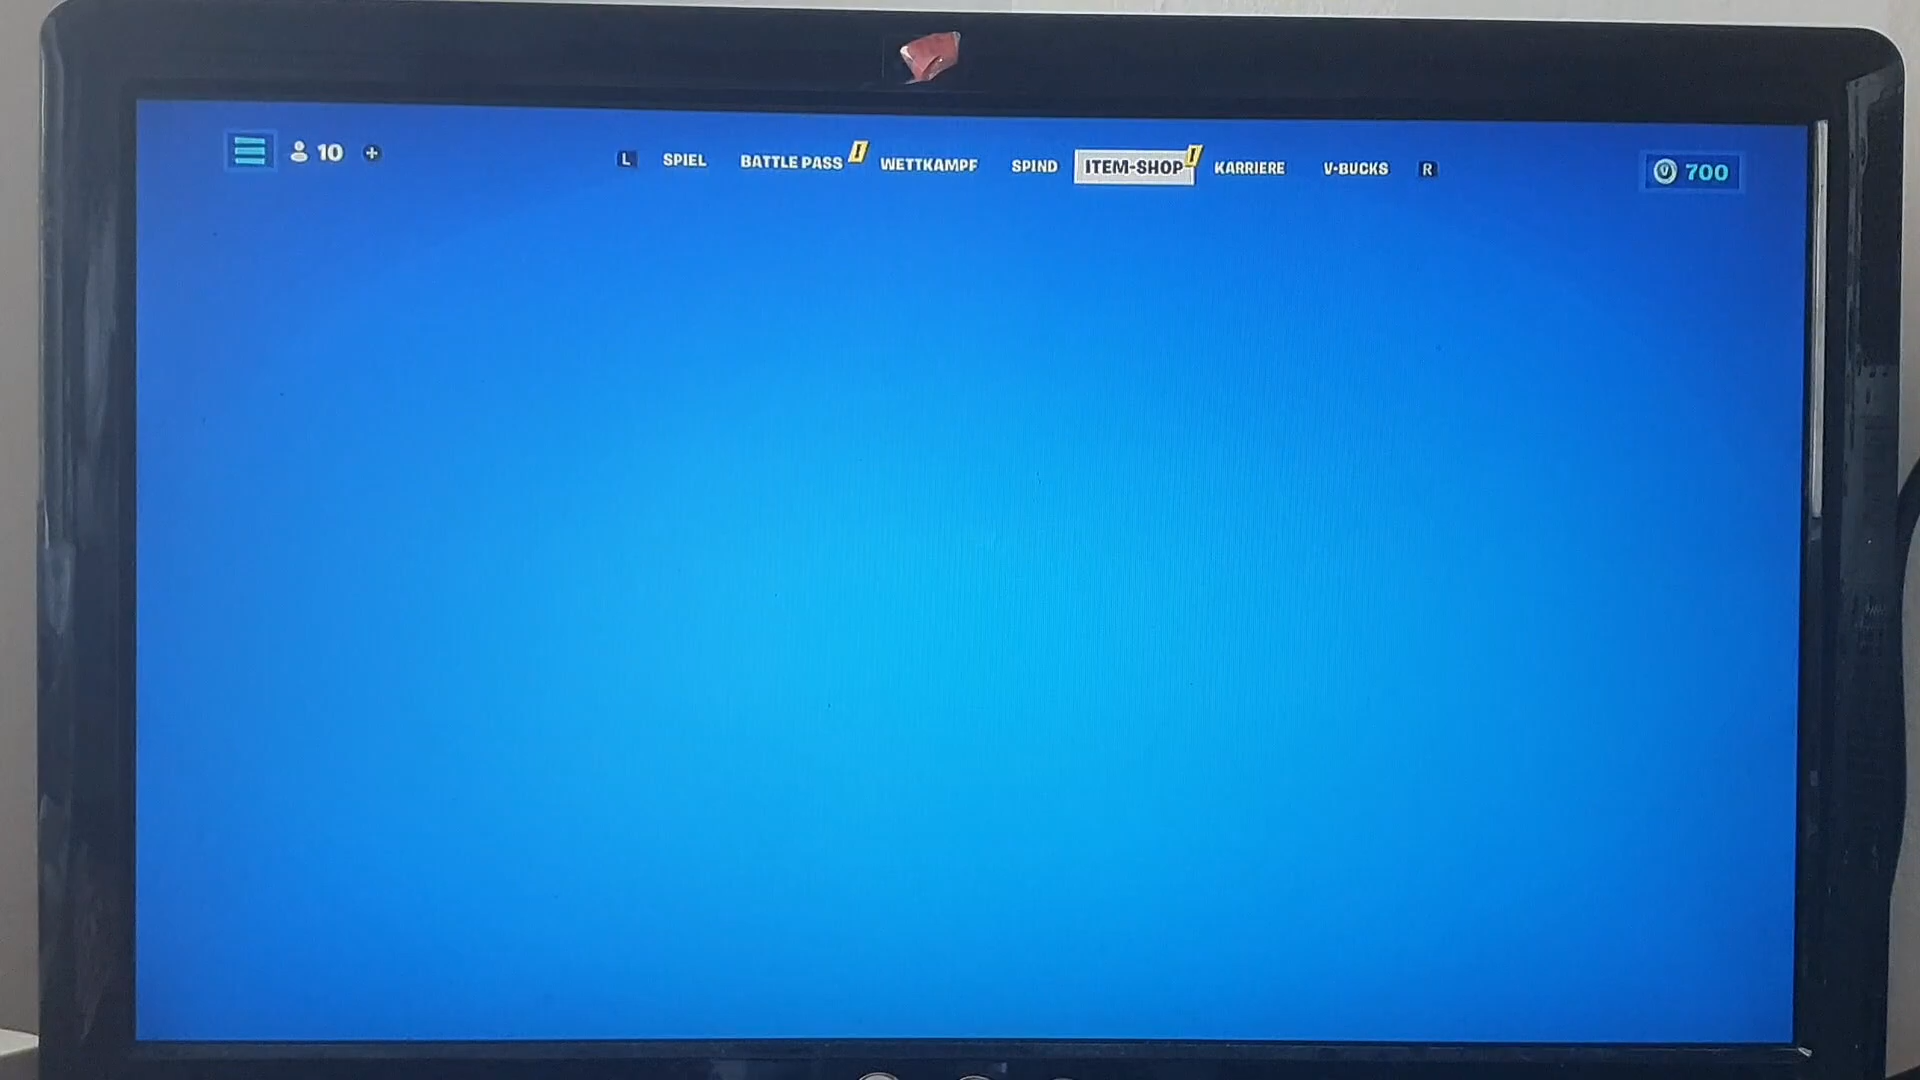 10 +
L SPIEL BATTLE PASS ! WETTKAMPF SPIND ITEM-SHOP ! KARRIERE V-BUCKS R
700